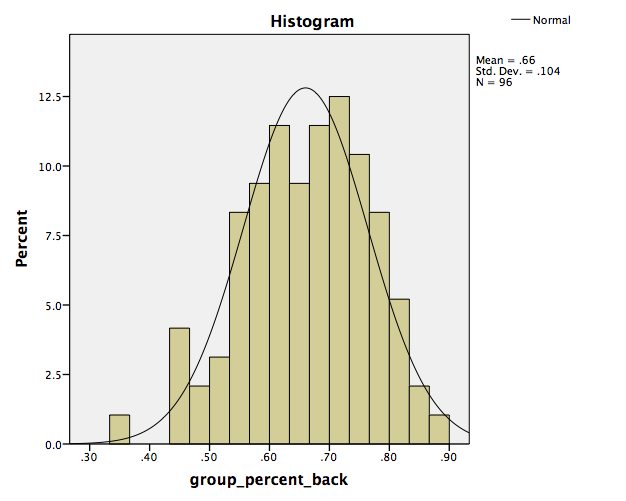 Histogram
Normal
Mean = .66
Std. Dev. = .104
N = 96
12.5
10.0
7.5
5.0
2.5
0.0
Percent
.30 .40 .50 .60 .70 .80 .90
group_percent_back